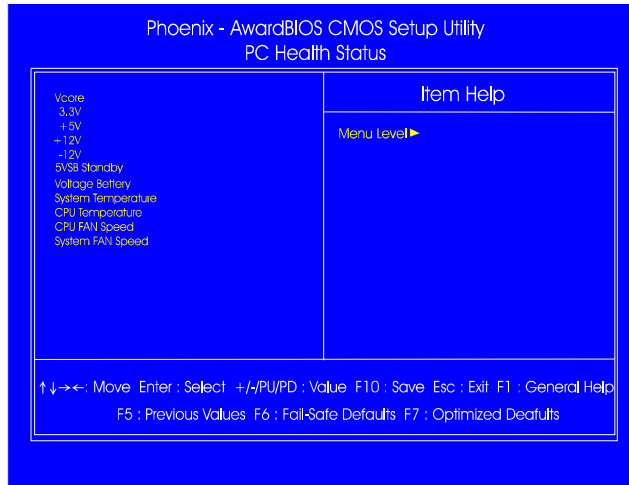 Phoenix - AwardBIOS CMOS Setup Utility
PC Health Status
Vcore
3.3V
+5V
+12V
-12V
5VSB Standby
Voltage Bettery
System Temperature
CPU Temperature
CPU FAN Speed
System FAN Speed
Item Help
Menu Level►
↑↓→←: Move Enter : Select +/-/PU/PD : Value F10 : Save Esc : Exit F1 : General Help
F5 : Previous Values F6 : Fail-Safe Defaults F7 : Optimized Deafults